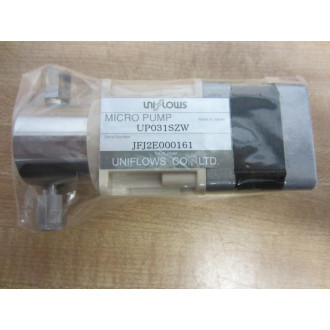 UNIFLOWS
MICRO PUMP
UP031SZW
JFJ2E000161
UNIFLOWS CO., LTD.